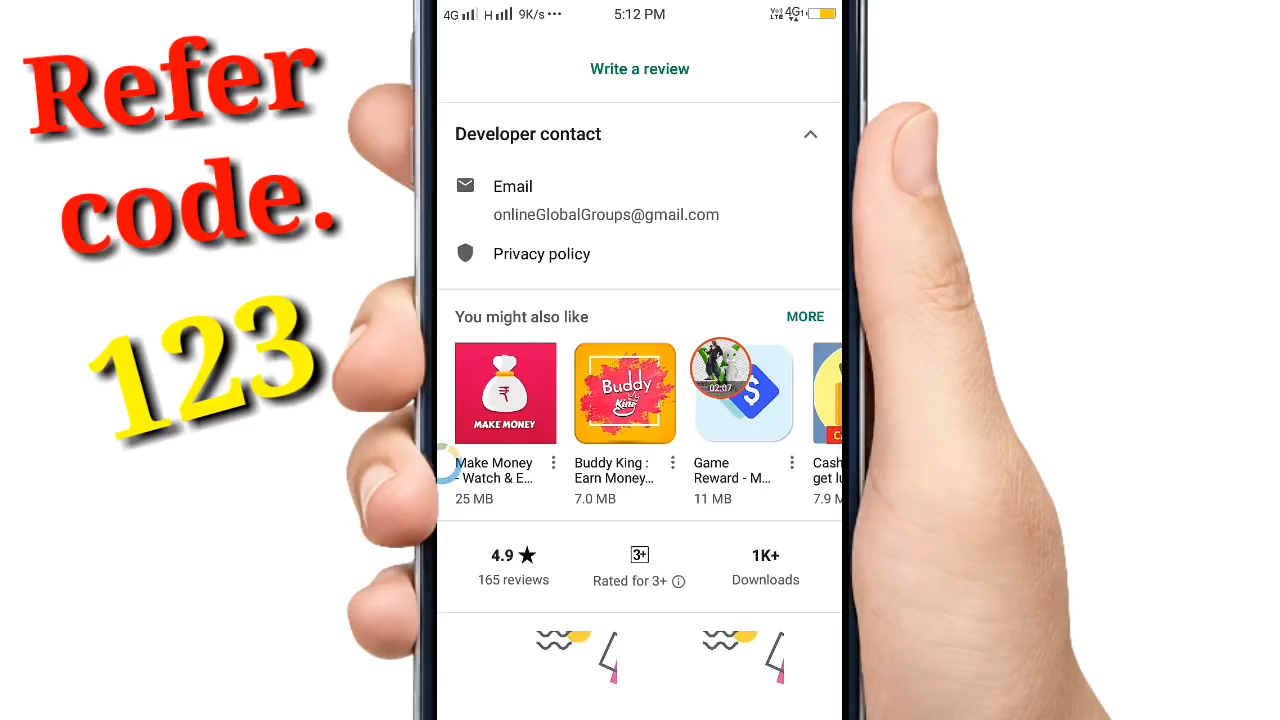 Refer
code.
123
4G H 9K/s ••• 5:12 PM VoLTE 4G1
Write a review
Developer contact
Email
onlineGlobalGroups@gmail.com
Privacy policy
You might also like MORE
₹
MAKE MONEY
Buddy
King
02:07
$
Make Money
- Watch & E...
25 MB
Buddy King :
Earn Money...
7.0 MB
Game
Reward - M...
11 MB
Cash
7.9 M
4.9 ★ 3+ 1K+
165 reviews Rated for 3+ Downloads